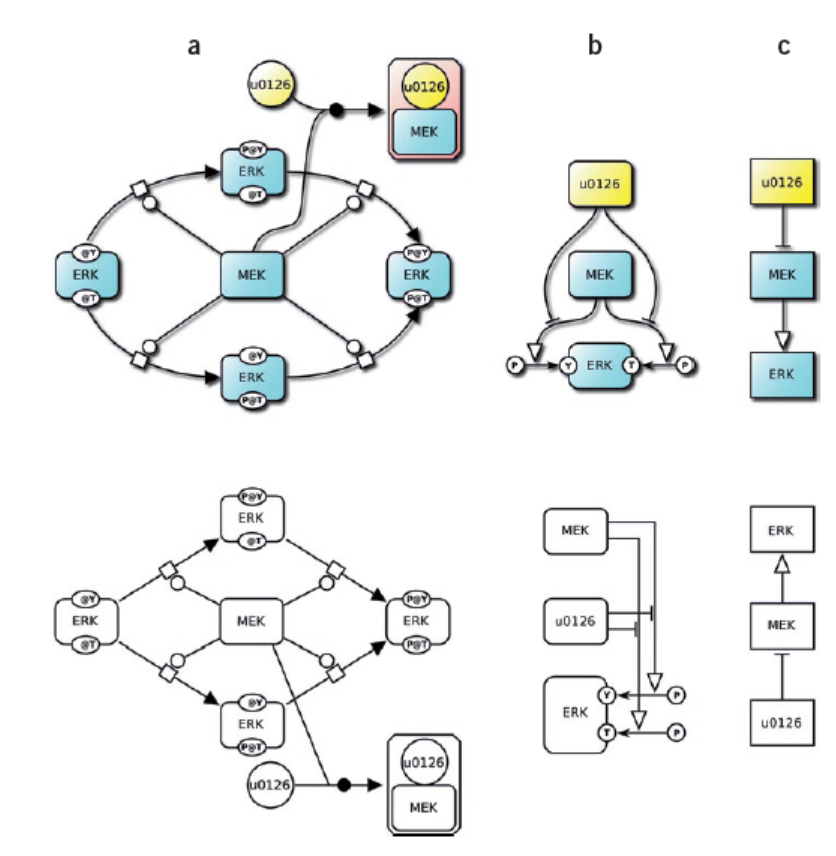 a b c
u0126
u0126
MEK
P@Y
ERK
@T
@Y
ERK
@T
MEK
P@Y
ERK
P@T
@Y
ERK
P@T
u0126
MEK
P Y ERK T P
u0126
MEK
ERK
P@Y
ERK
@T
@Y
ERK
@T
MEK
P@Y
ERK
P@T
@Y
ERK
P@T
u0126
u0126
MEK
MEK
u0126
ERK
Y P
T P
ERK
MEK
u0126